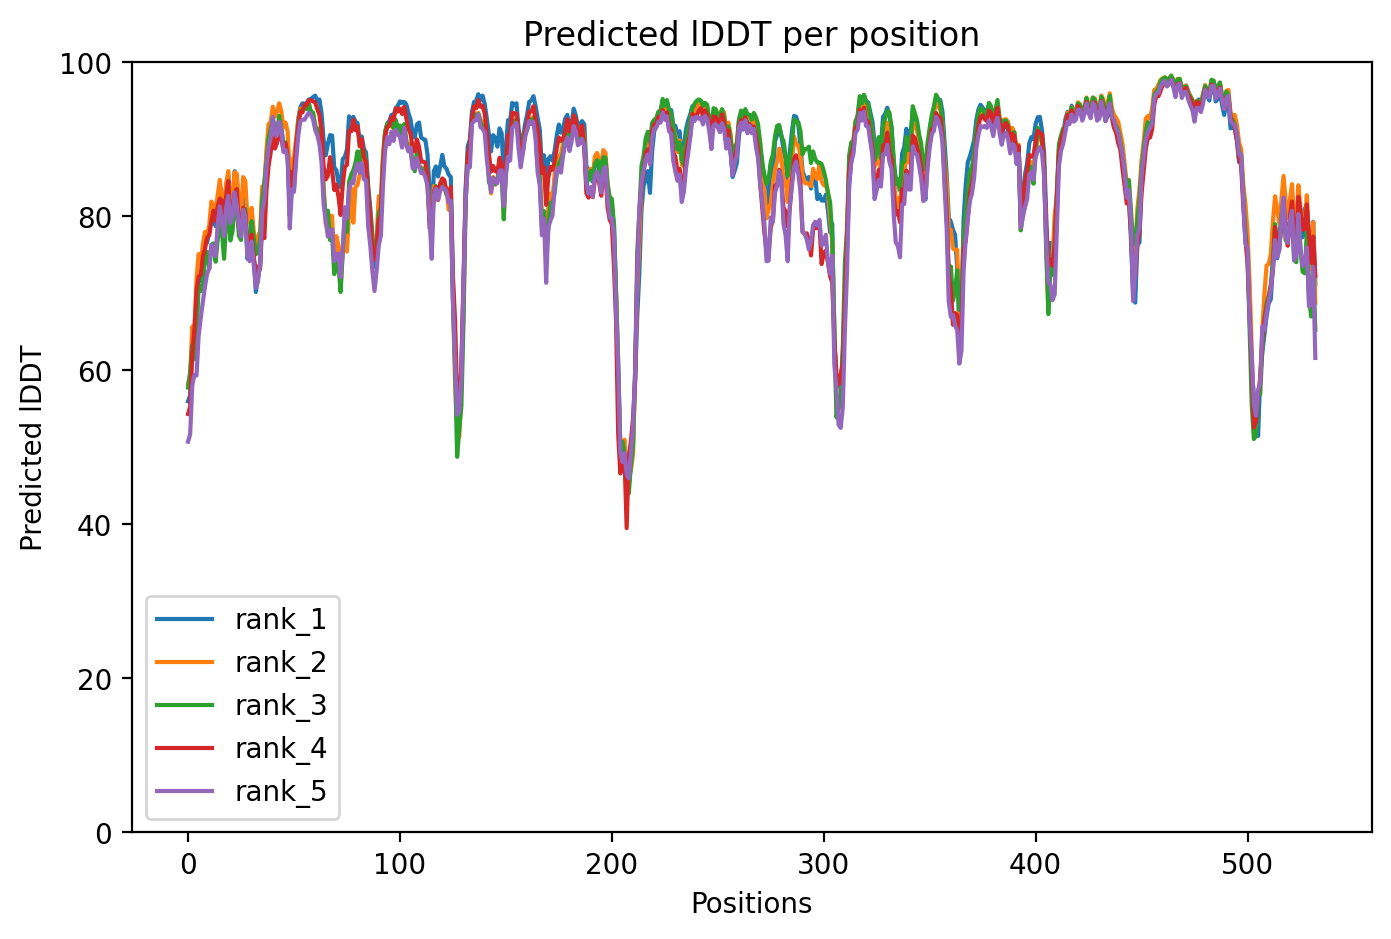 Predicted lDDT per position
100
80
60
40
20
0
Predicted lDDT
rank_1
rank_2
rank_3
rank_4
rank_5
0 100 200 300 400 500
Positions